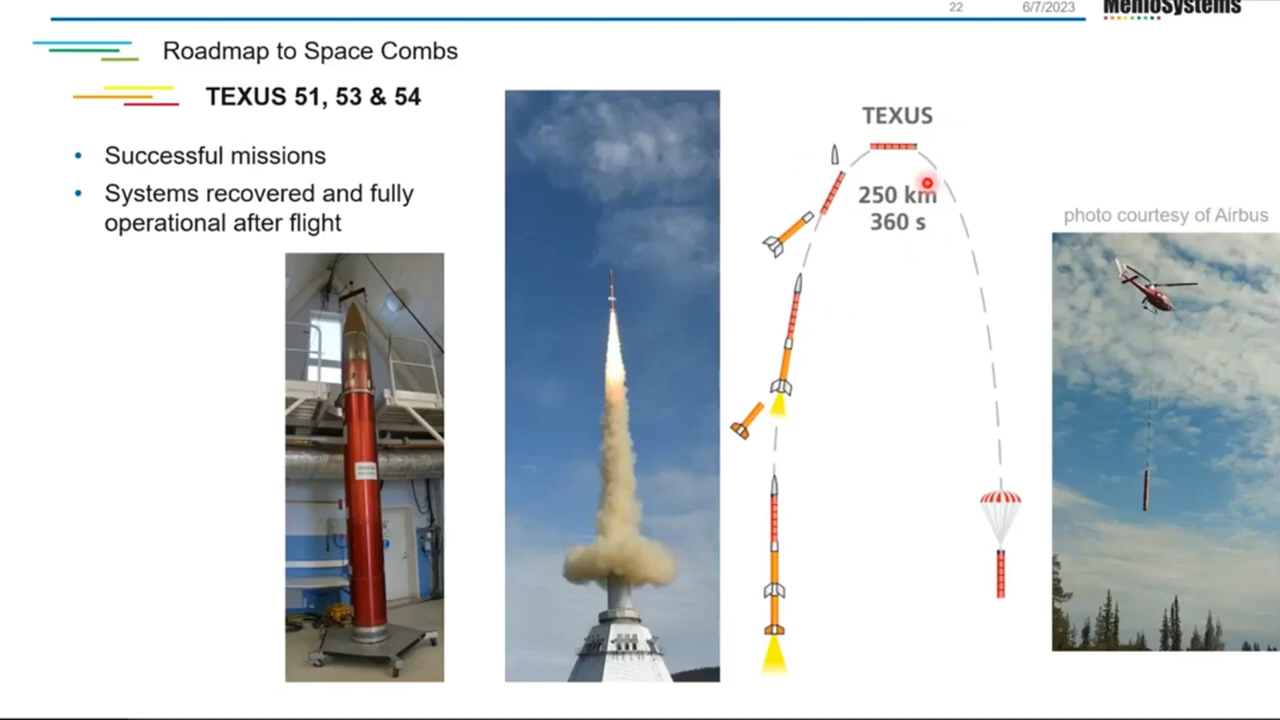 22
6/7/2023
MenloSystems
Roadmap to Space Combs
TEXUS 51, 53 & 54
• Successful missions
• Systems recovered and fully
operational after flight
TEXUS
250 km
360 s
photo courtesy of Airbus